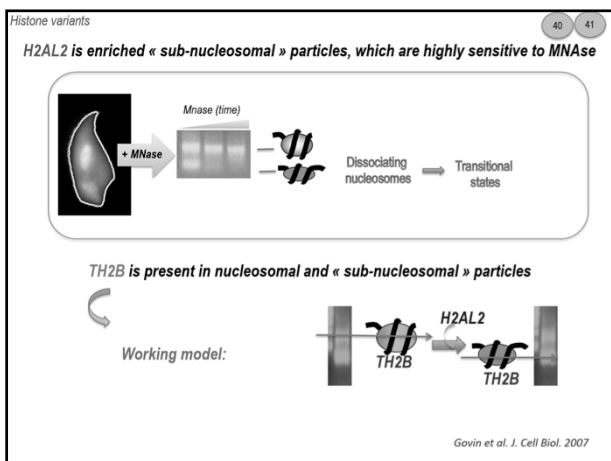 Histone variants
40 41
H2AL2 is enriched « sub-nucleosomal » particles, which are highly sensitive to MNAse
Mnase (time)
+ MNase
Dissociating
nucleosomes
Transitional
states
TH2B is present in nucleosomal and « sub-nucleosomal » particles
H2AL2
TH2B
Working model:
TH2B
Govin et al. J. Cell Biol. 2007